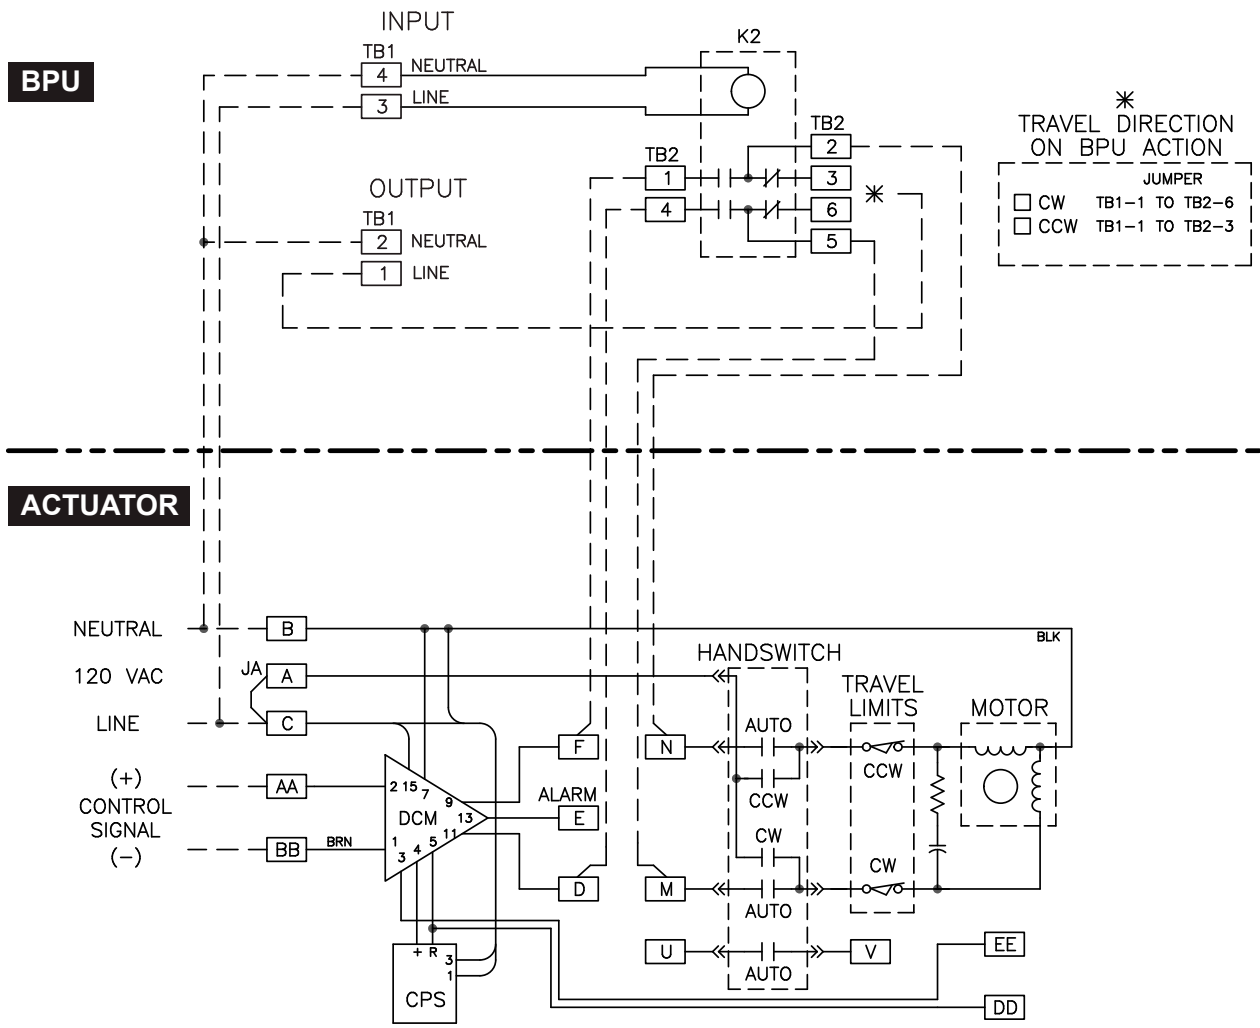 INPUT
K2
TB1
BPU
4 NEUTRAL
3 LINE
TB2
2
TB2
1
3
4
6
5
OUTPUT
TB1
2 NEUTRAL
1 LINE
TRAVEL DIRECTION
ON BPU ACTION
JUMPER
CW TB1-1 TO TB2-6
CCW TB1-1 TO TB2-3
ACTUATOR
NEUTRAL
B
BLK
120 VAC
JA
A
LINE
C
HANDSWITCH
TRAVEL
LIMITS
MOTOR
AUTO
F
N
CCW
CCW
(+)
CONTROL
SIGNAL
(-)
AA
BB
BRN
2 15 7
9
DCM
13
11
1
3 4 5
ALARM
E
D
M
CW
CW
AUTO
U
V
AUTO
+ R
3
1
CPS
EE
DD